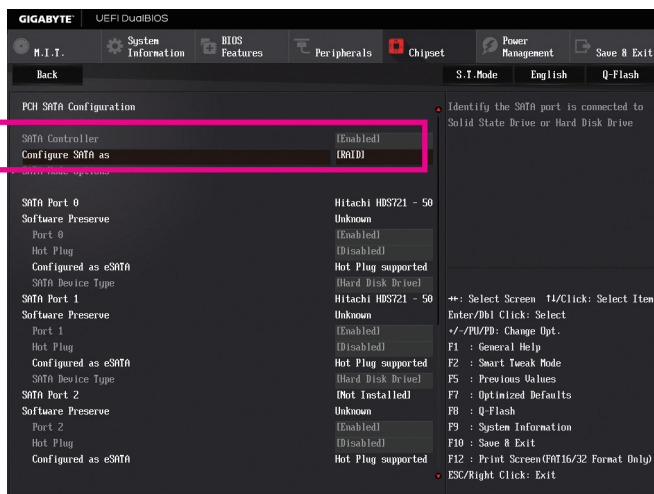 GIGABYTE™ UEFI DualBIOS
M.I.T.
System Information
BIOS Features
Peripherals
Chipset
Power Management
Save & Exit
Back
S.T.Mode English Q-Flash
PCH SATA Configuration
SATA Controller [Enabled]
Configure SATA as [RAID]
SATA Mode Options
SATA Port 0 Hitachi HDS721 - 50
Software Preserve Unknown
Port 0 [Enabled]
Hot Plug [Disabled]
Configured as eSATA Hot Plug supported
SATA Device Type [Hard Disk Drive]
SATA Port 1 Hitachi HDS721 - 50
Software Preserve Unknown
Port 1 [Enabled]
Hot Plug [Disabled]
Configured as eSATA Hot Plug supported
SATA Device Type [Hard Disk Drive]
SATA Port 2 [Not Installed]
Software Preserve Unknown
Port 2 [Enabled]
Hot Plug [Disabled]
Configured as eSATA Hot Plug supported
Identify the SATA port is connected to
Solid State Drive or Hard Disk Drive
→←: Select Screen ↑↓/Click: Select Item
Enter/Dbl Click: Select
+/-/PU/PD: Change Opt.
F1 : General Help
F2 : Smart Tweak Mode
F5 : Previous Values
F7 : Optimized Defaults
F8 : Q-Flash
F9 : System Information
F10 : Save & Exit
F12 : Print Screen(FAT16/32 Format Only)
ESC/Right Click: Exit